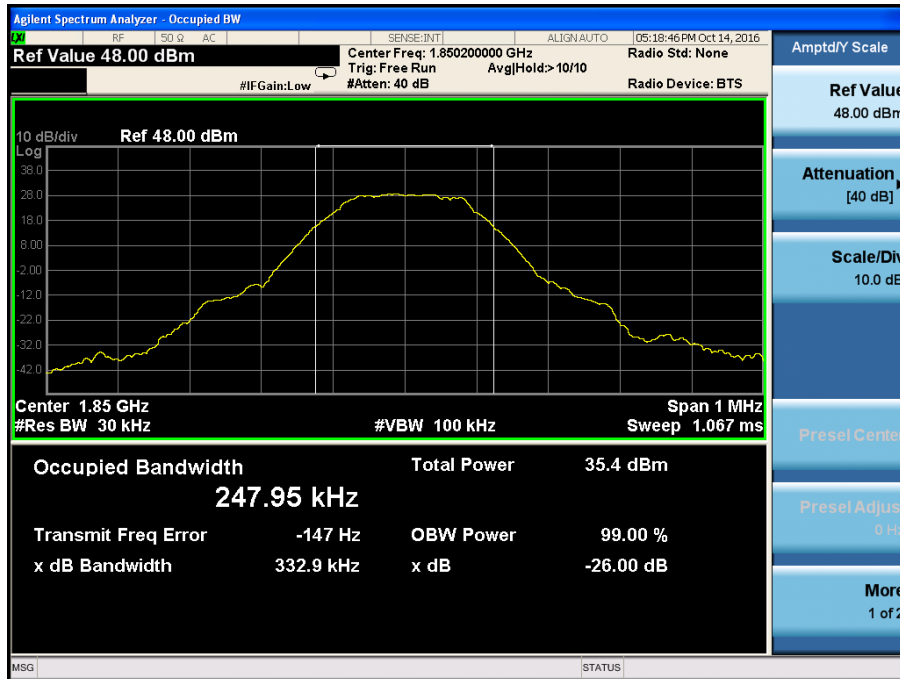 Agilent Spectrum Analyzer - Occupied BW
LXI RF 50 Ω AC SENSE:INT ALIGN AUTO 05:18:46 PM Oct 14, 2016
Ref Value 48.00 dBm
Center Freq: 1.850200000 GHz
Radio Std: None
Trig: Free Run Avg|Hold:> 10/10
#IFGain:Low
#Atten: 40 dB
Radio Device: BTS
10 dB/div Ref 48.00 dBm
Log
38.0
28.0
18.0
8.00
-2.00
-12.0
-22.0
-32.0
-42.0
Center 1.85 GHz Span 1 MHz
#Res BW 30 kHz #VBW 100 kHz Sweep 1.067 ms
Occupied Bandwidth Total Power 35.4 dBm
247.95 kHz
Transmit Freq Error -147 Hz OBW Power 99.00 %
x dB Bandwidth 332.9 kHz x dB -26.00 dB
MSG STATUS
Amptd/Y Scale
Ref Value
48.00 dBm
Attenuation
[40 dB]
Scale/Div
10.0 dB
Presel Center
Presel Adjus
0 Hz
More
1 of 2